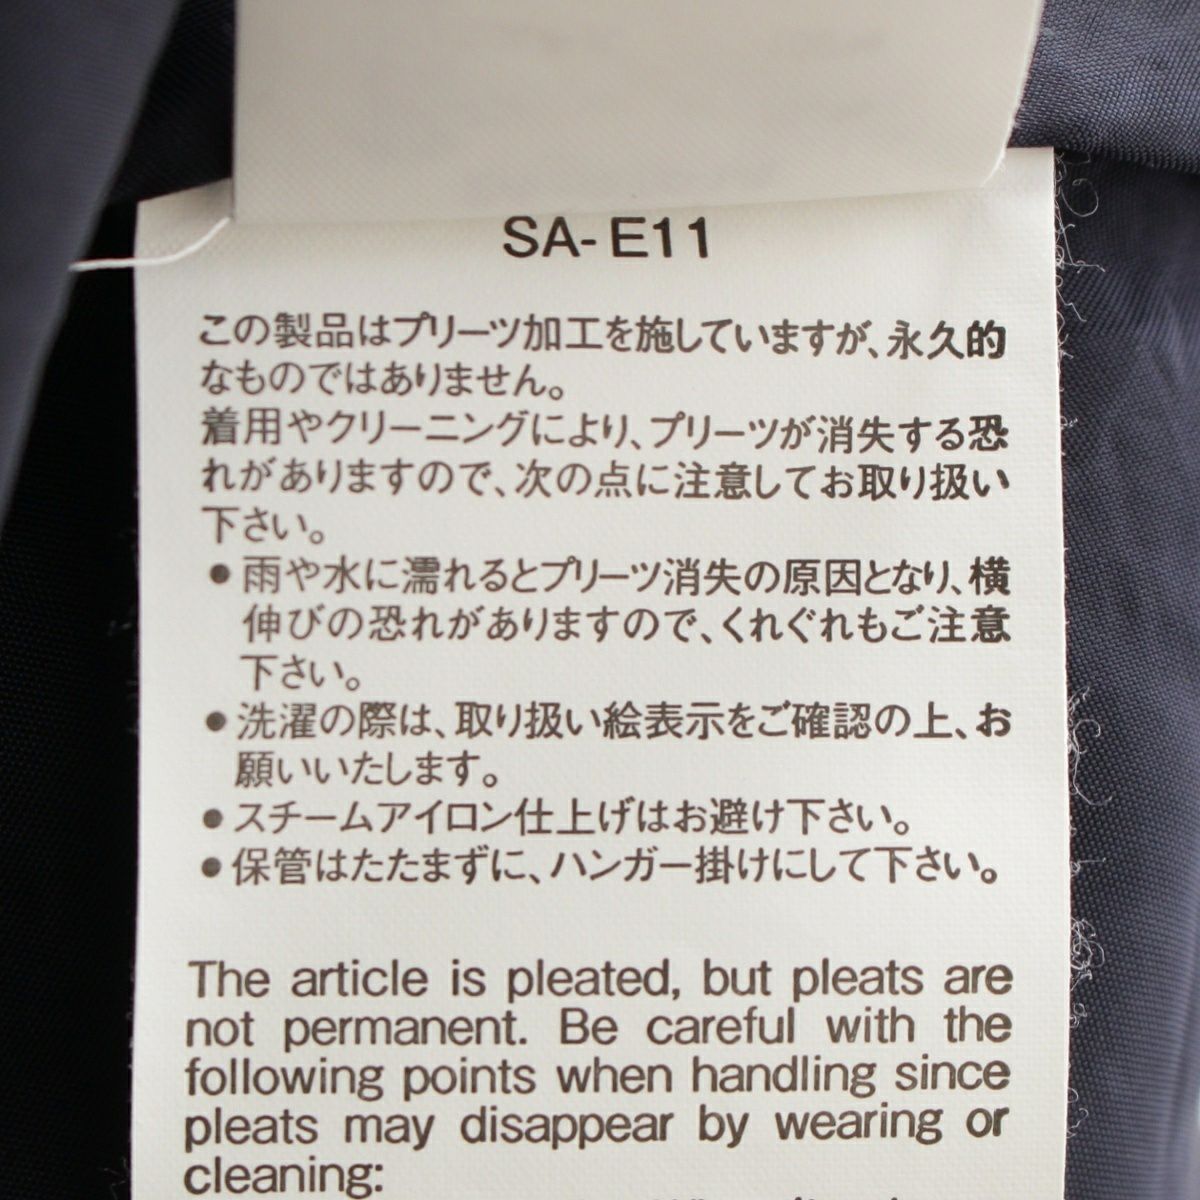 SA-E11
この製品はプリーツ加工を施していますが、永久的
なものではありません。
着用やクリーニングにより、プリーツが消失する恐
れがありますので、次の点に注意してお取り扱い
下さい。
●雨や水に濡れるとプリーツ消失の原因となり、横
伸びの恐れがありますので、くれぐれもご注意
下さい。
●洗濯の際は、取り扱い絵表示をご確認の上、お
願いいたします。
●スチームアイロン仕上げはお避け下さい。
●保管はたたまずに、ハンガー掛けにして下さい。
The article is pleated, but pleats are
not permanent. Be careful with the
following points when handling since
pleats may disappear by wearing or
cleaning: